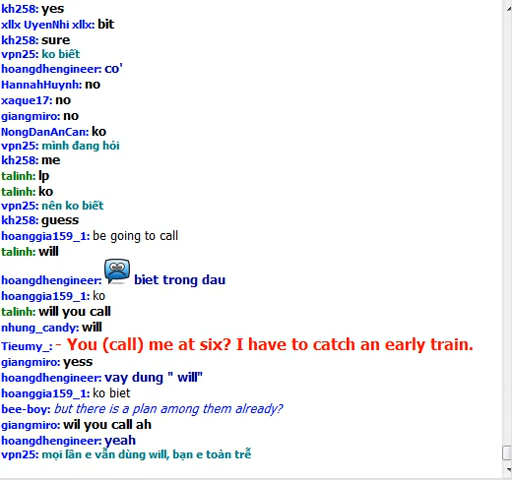 kh258: yes
xllx UyenNhi xllx: bit
kh258: sure
vpn25: ko biết
hoangdhengineer: co'
HannahHuynh: no
xaque17: no
giangmiro: no
NongDanAnCan: ko
vpn25: mình đang hỏi
kh258: me
talinh: lp
talinh: ko
vpn25: nên ko biết
kh258: guess
hoanggia159_1: be going to call
talinh: will
hoangdhengineer: biet trong dau
hoanggia159_1: ko
talinh: will you call
nhung_candy: will
Tieumy_: - You (call) me at six? I have to catch an early train.
giangmiro: yess
hoangdhengineer: vay dung " will"
hoanggia159_1: ko biet
bee-boy: but there is a plan among them already?
giangmiro: wil you call ah
hoangdhengineer: yeah
vpn25: mọi lần e vẫn dùng will, bạn e toàn trễ